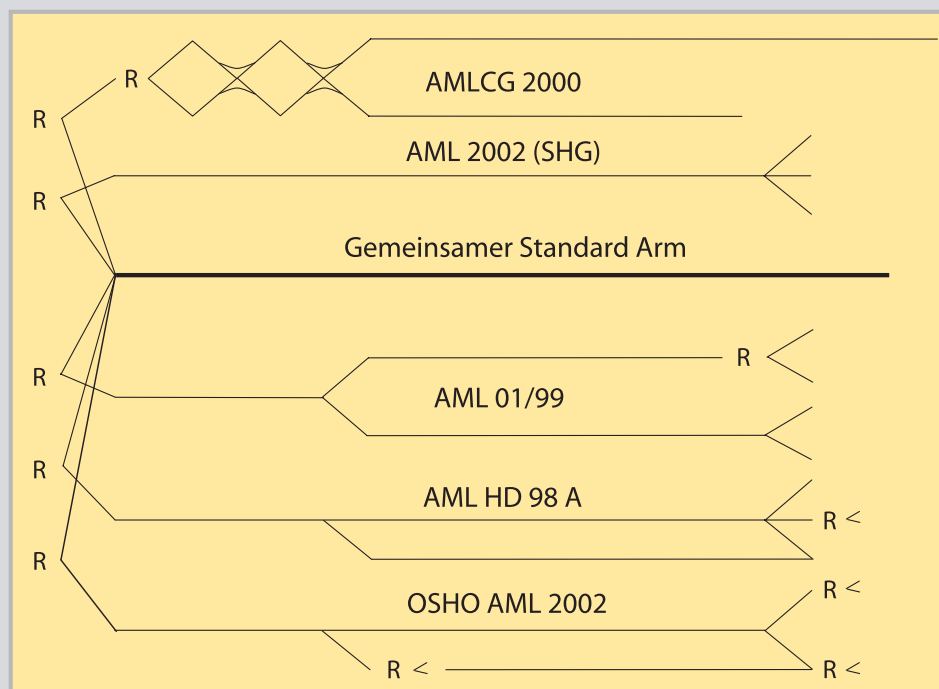 R
AMLCG 2000
R
AML 2002 (SHG)
R
Gemeinsamer Standard Arm
R
R
AML 01/99
R
AML HD 98 A
R <
R
OSHO AML 2002
R <
R <
R <